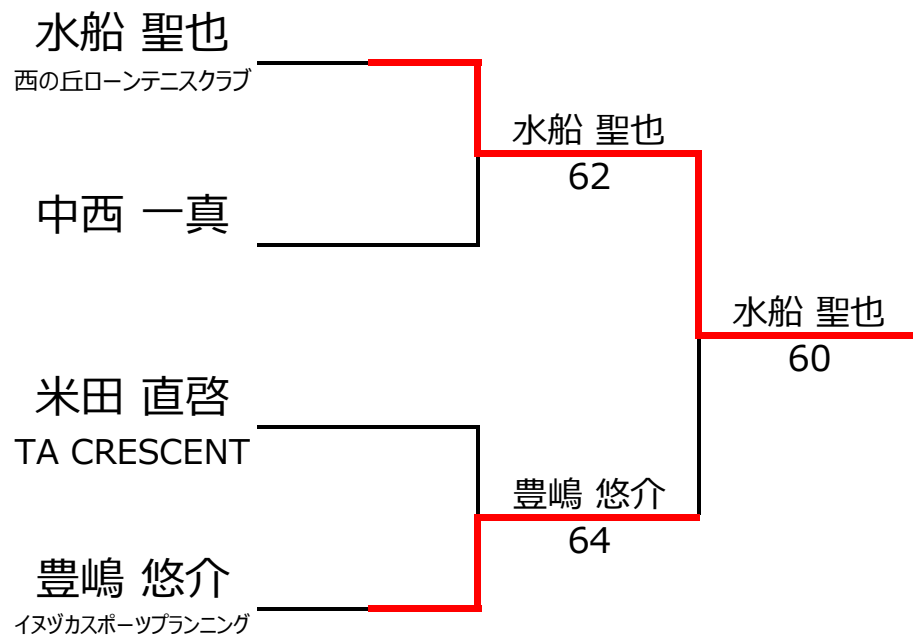 水船 聖也
西の丘ローンテニスクラブ
水船 聖也
62
中西 一真
水船 聖也
60
米田 直啓
TA CRESCENT
豊嶋 悠介
64
豊嶋 悠介
イヌヅカスポーツプランニング